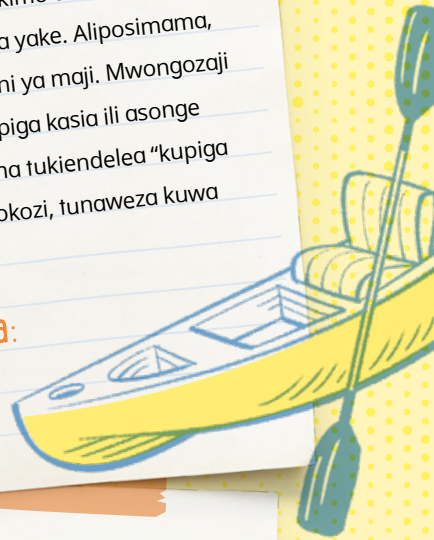 a yake. Aliposimama,
ni ya maji. Mwongozaji
piga kasia ili asonge
na tukiendelea “kupiga
okozi, tunaweza kuwa